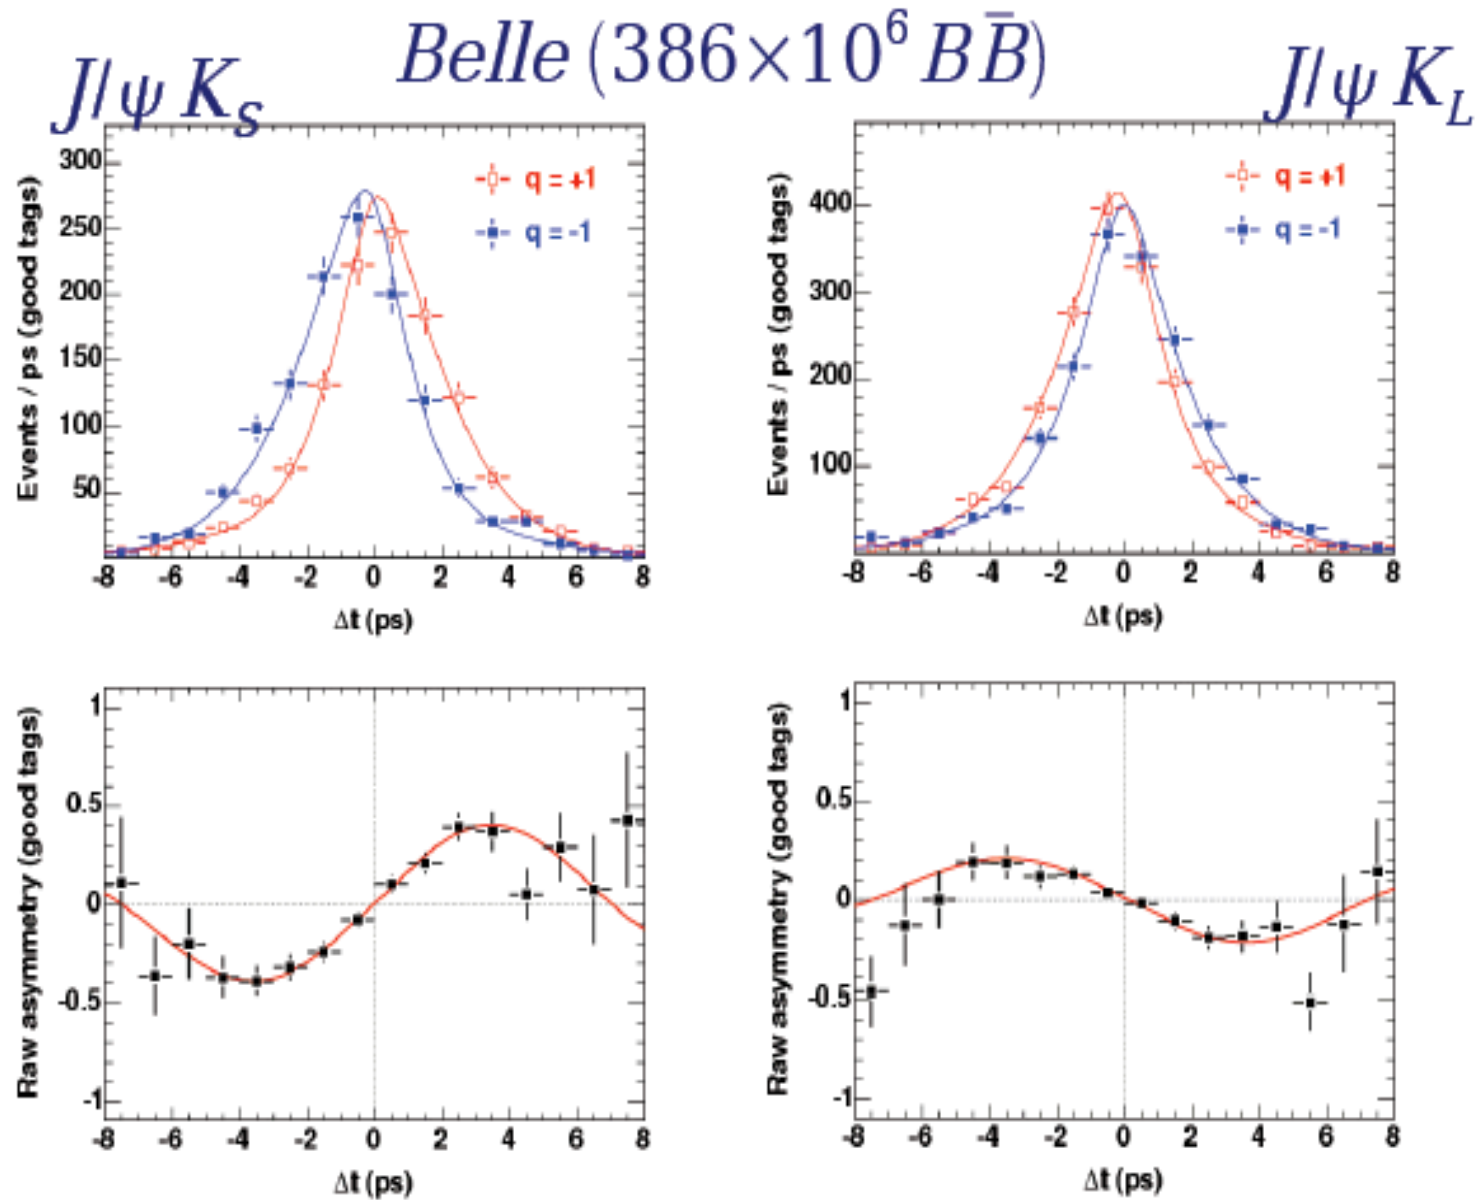 Belle (386×10⁶ BB̄)
J/ψ K_S
J/ψ K_L
Events / ps (good tags)
300
250
200
150
100
50
q = +1
q = -1
-8 -6 -4 -2 0 2 4 6 8
Δt (ps)
Events / ps (good tags)
400
300
200
100
q = +1
q = -1
-8 -6 -4 -2 0 2 4 6 8
Δt (ps)
Raw asymmetry (good tags)
1
0.5
0
-0.5
-1
-8 -6 -4 -2 0 2 4 6 8
Δt (ps)
Raw asymmetry (good tags)
1
0.5
0
-0.5
-1
-8 -6 -4 -2 0 2 4 6 8
Δt (ps)